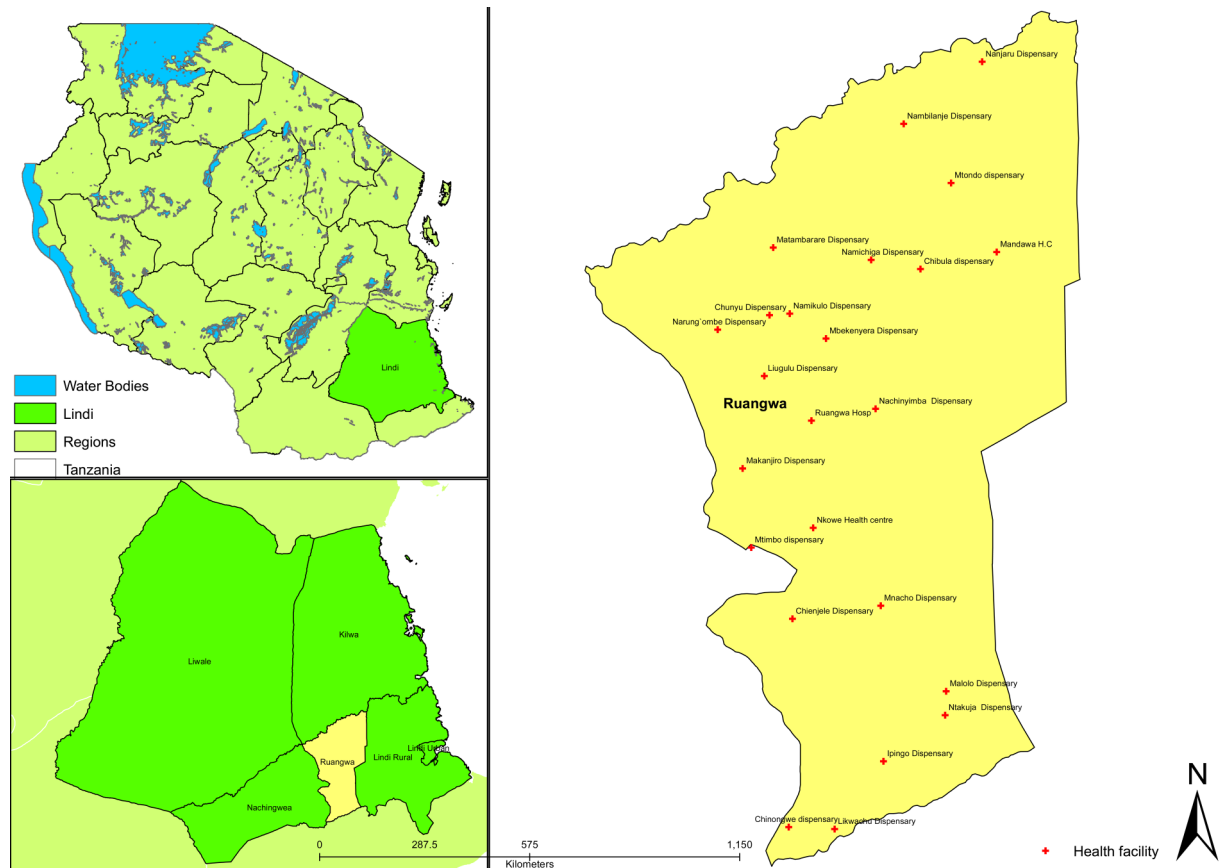 Lindi
Water Bodies
Lindi
Regions
Tanzania
Liwale
Kilwa
Ruangwa
Lindi Rural
Lindi Urban
Nachingwea
0 287.5 575 1,150
Kilometers
Nanjaru Dispensary
Nambilanje Dispensary
Mtondo dispensary
Matambarare Dispensary
Namichiga Dispensary
Mandawa H.C
Chibula dispensary
Chunyu Dispensary
Namikulo Dispensary
Narung`ombe Dispensary
Mbekenyera Dispensary
Liugulu Dispensary
Ruangwa
Nachinyimba Dispensary
Ruangwa Hosp
Makanjiro Dispensary
Nkowe Health centre
Mtimbo dispensary
Mnacho Dispensary
Chienjele Dispensary
Malolo Dispensary
Ntakuja Dispensary
Ipingo Dispensary
Chinongwe dispensary
Likwachu Dispensary
N
Health facility